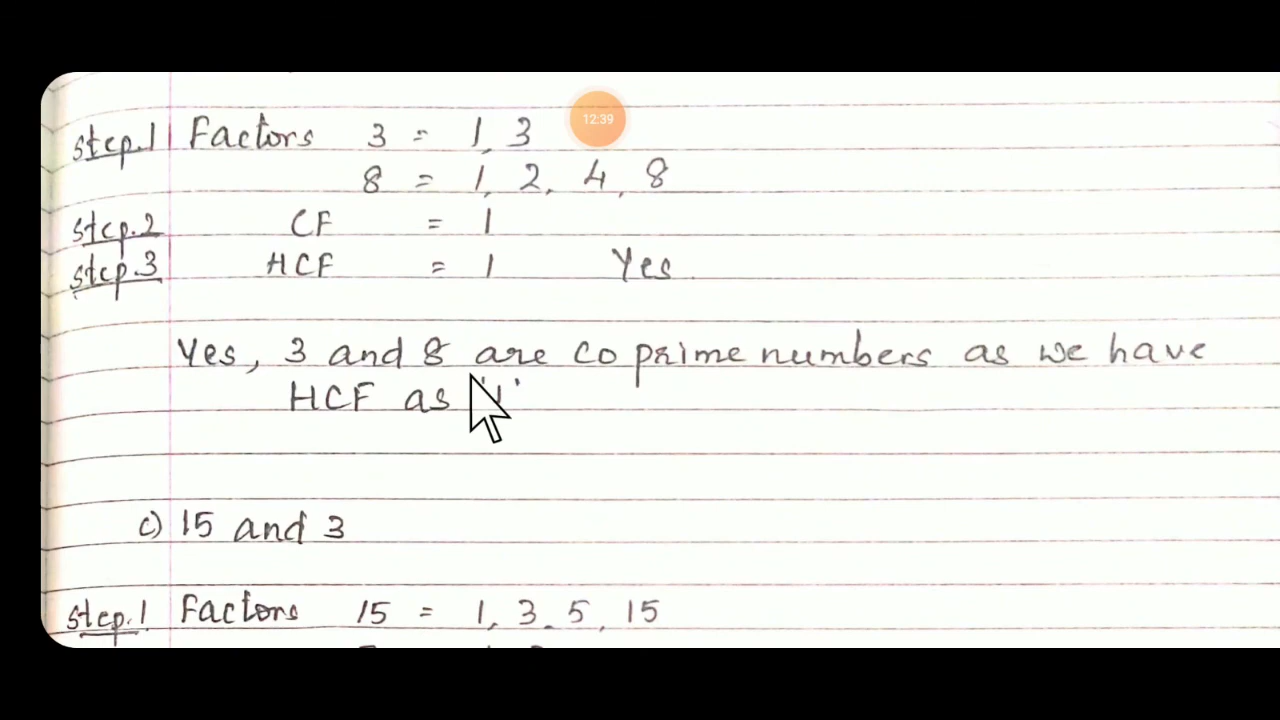 12:39
Step.1 Factors 3 = 1, 3
8 = 1, 2, 4, 8
Step.2 CF = 1
Step.3 HCF = 1 Yes
Yes, 3 and 8 are co prime numbers as we have
HCF as '1'
c) 15 and 3
Step.1 Factors 15 = 1, 3, 5, 15